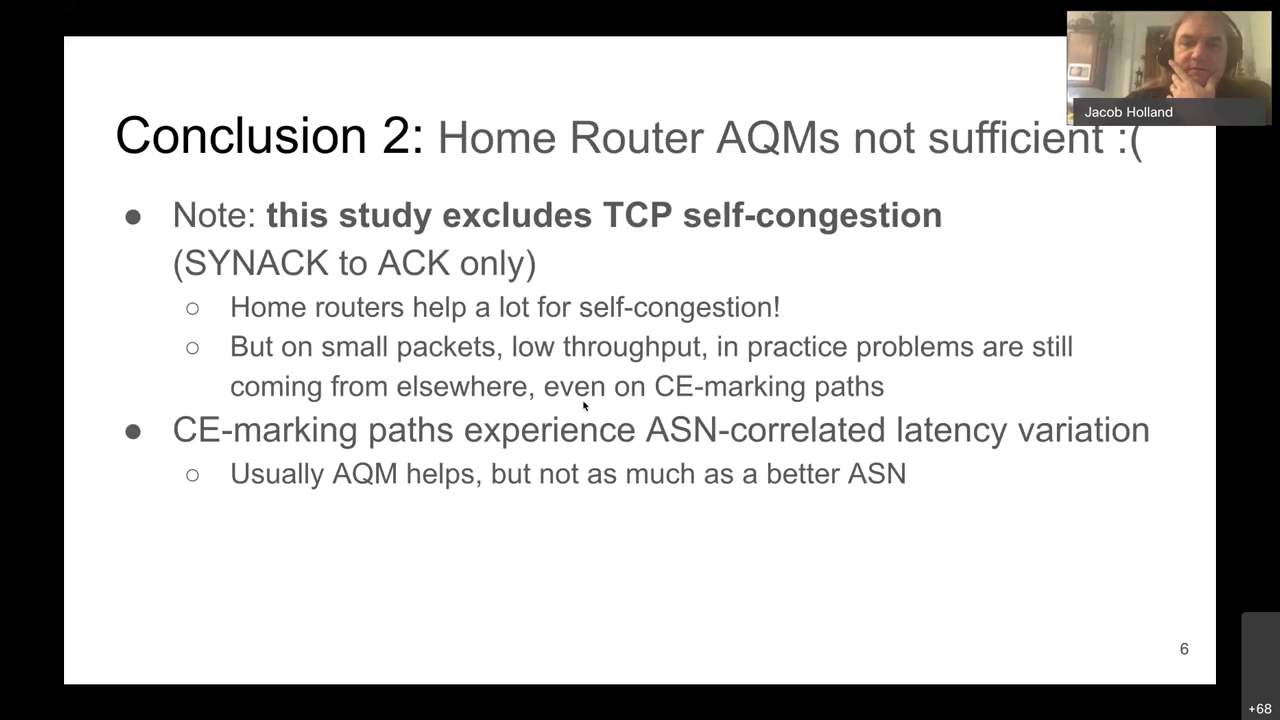 Jacob Holland
Conclusion 2: Home Router AQMs not sufficient :(
● Note: this study excludes TCP self-congestion
(SYNACK to ACK only)
○ Home routers help a lot for self-congestion!
○ But on small packets, low throughput, in practice problems are still
coming from elsewhere, even on CE-marking paths
● CE-marking paths experience ASN-correlated latency variation
○ Usually AQM helps, but not as much as a better ASN
6
+68